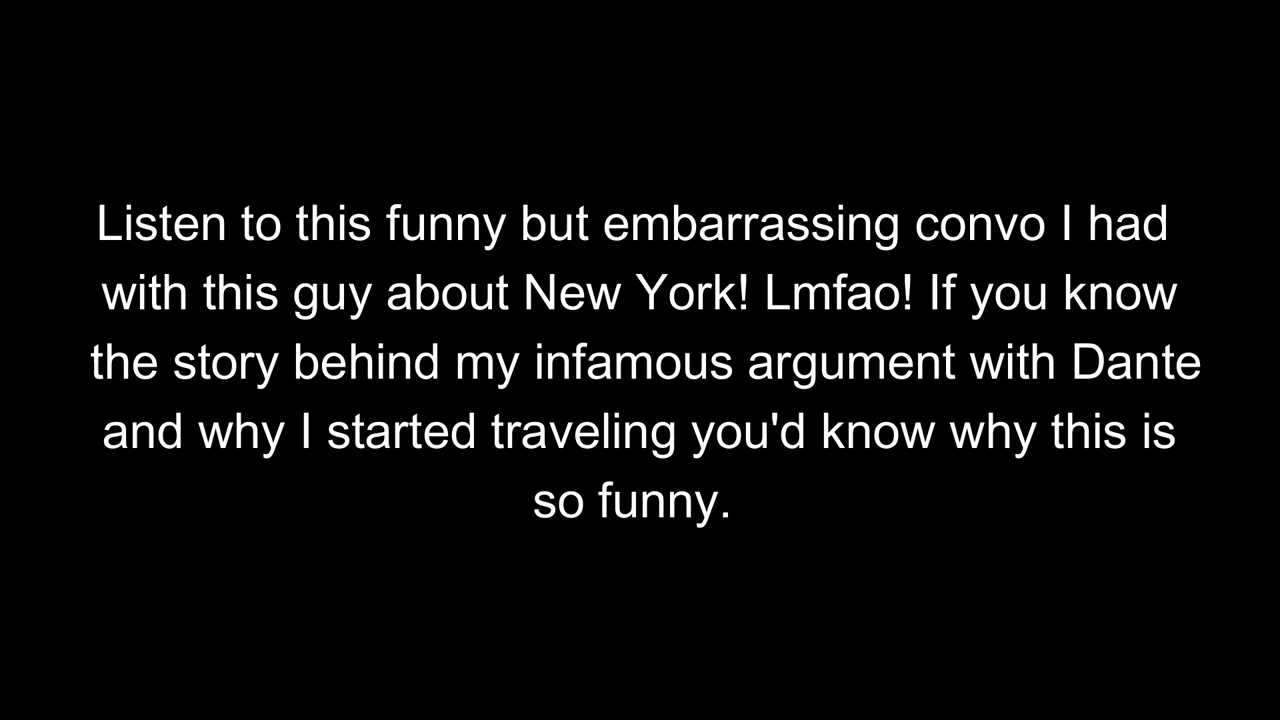 Listen to this funny but embarrassing convo I had
with this guy about New York! Lmfao! If you know
the story behind my infamous argument with Dante
and why I started traveling you'd know why this is
so funny.